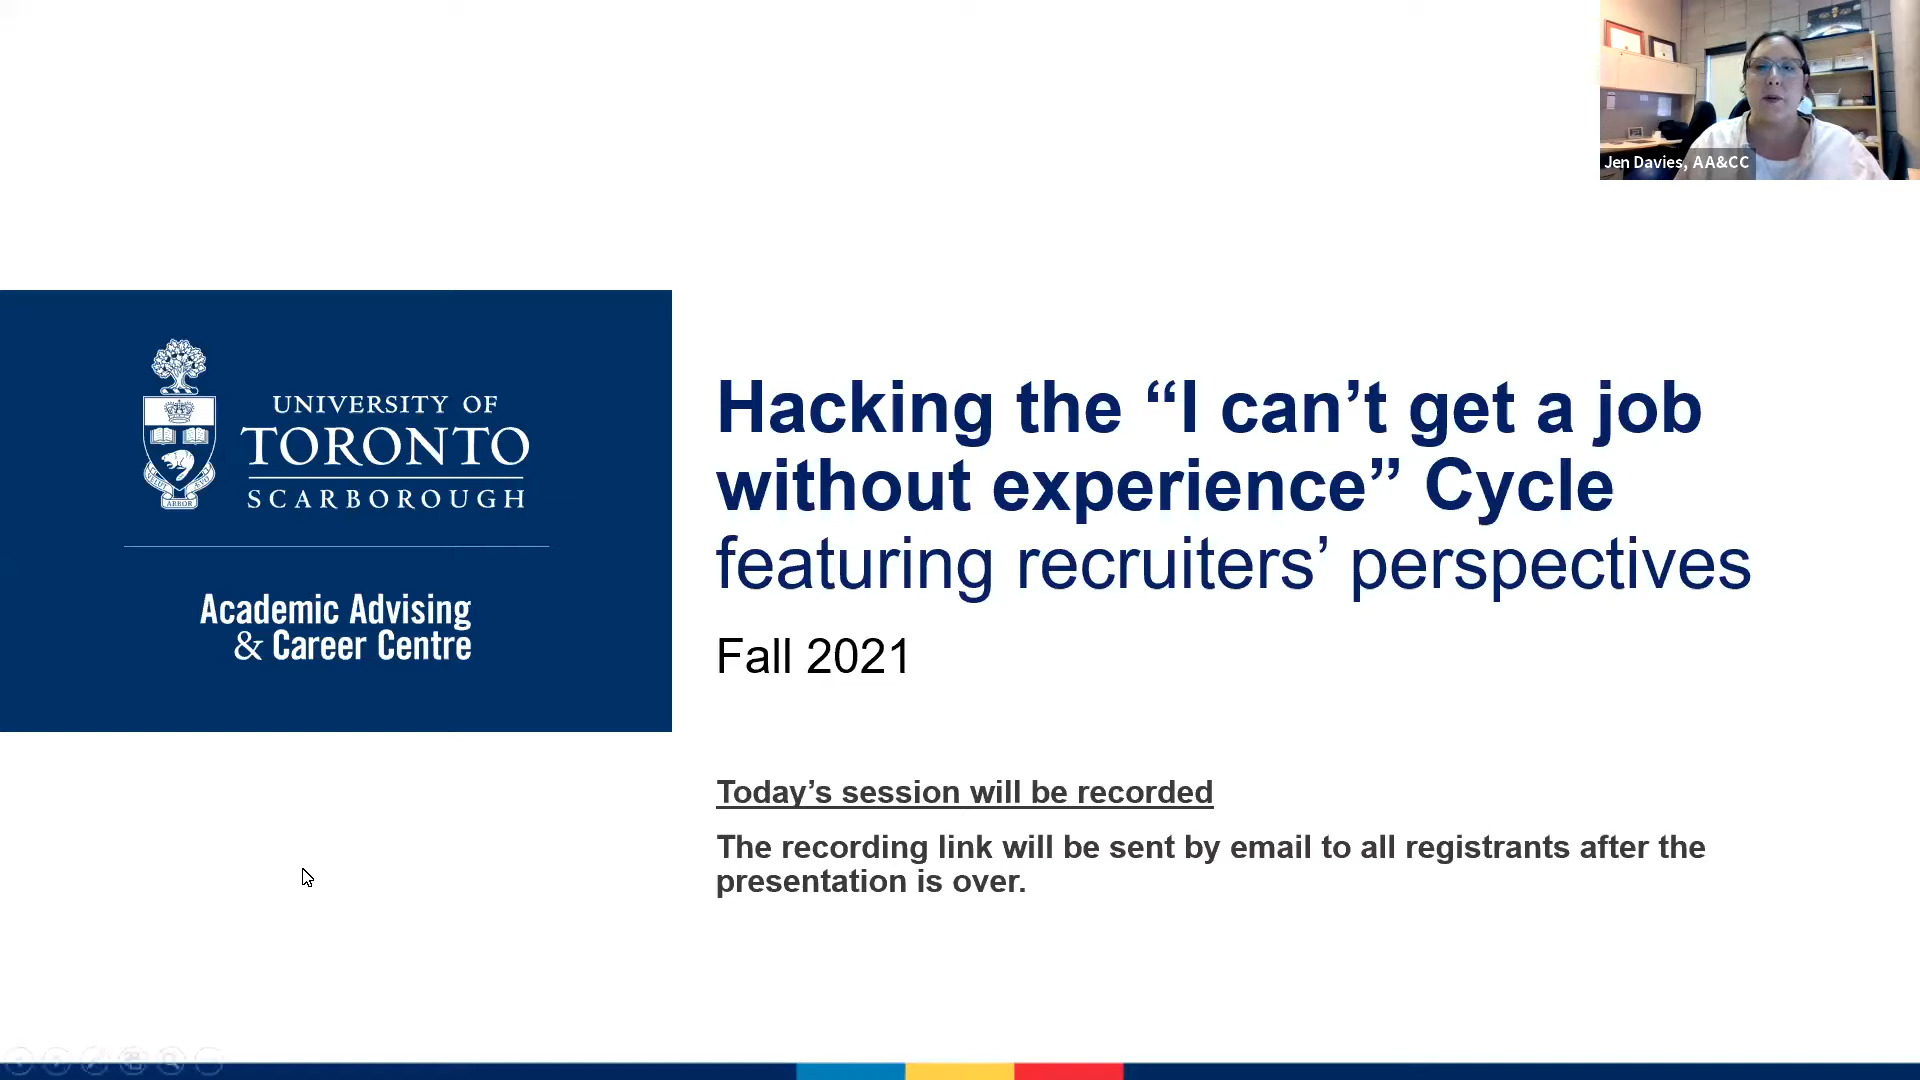 Jen Davies, AA&CC
UNIVERSITY OF
TORONTO
SCARBOROUGH
Academic Advising
& Career Centre
Hacking the “I can’t get a job
without experience” Cycle
featuring recruiters’ perspectives
Fall 2021
Today’s session will be recorded
The recording link will be sent by email to all registrants after the
presentation is over.